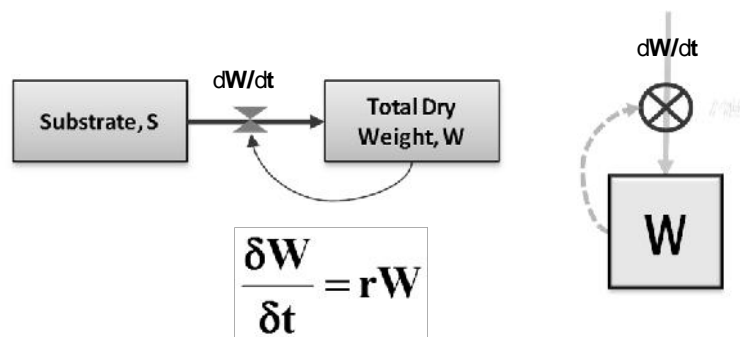 dW/dt
Substrate, S
Total Dry
Weight, W
δW
δt
= rW
dW/dt
W